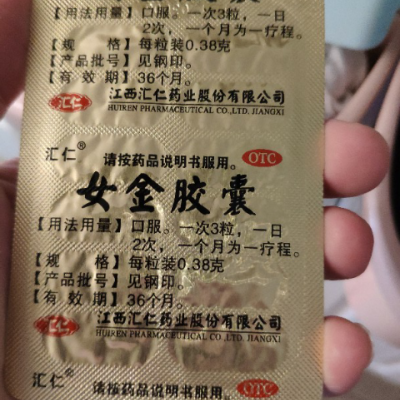 【用法用量】口服。一次3粒，一日
2次，一个月为一疗程。
【规　　格】每粒装0.38克
【产品批号】见钢印。
【有 效 期】36个月。
汇仁® 江西汇仁药业股份有限公司
HUIREN PHARMACEUTICAL CO.,LTD. JIANGXI
汇仁® 请按药品说明书服用。 OTC
女金胶囊
【用法用量】口服。一次3粒，一日
2次，一个月为一疗程。
【规　　格】每粒装0.38克
【产品批号】见钢印。
【有 效 期】36个月。
汇仁® 江西汇仁药业股份有限公司
HUIREN PHARMACEUTICAL CO.,LTD. JIANGXI
汇仁® 请按药品说明书服用。 OTC